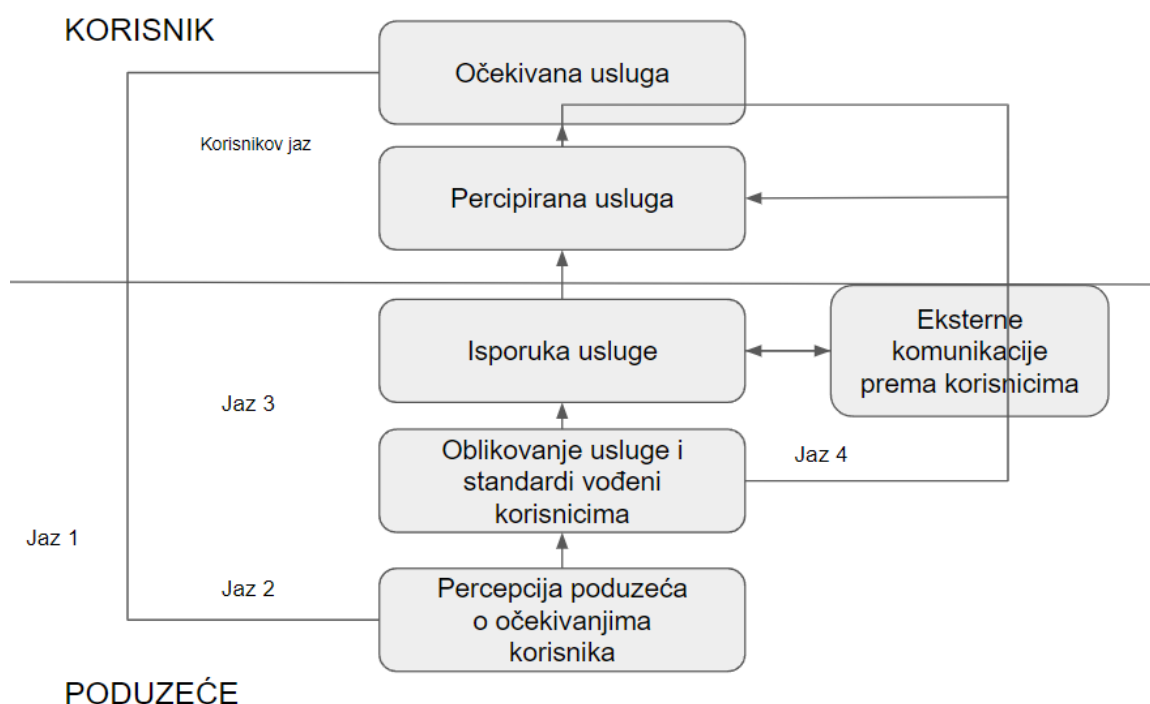 KORISNIK
Očekivana usluga
Korisnikov jaz
Percipirana usluga
Isporuka usluge
Eksterne
komunikacije
prema korisnicima
Jaz 3
Oblikovanje usluge i
standardi vođeni
korisnicima
Jaz 4
Jaz 1
Jaz 2
Percepcija poduzeća
o očekivanjima
korisnika
PODUZEĆE